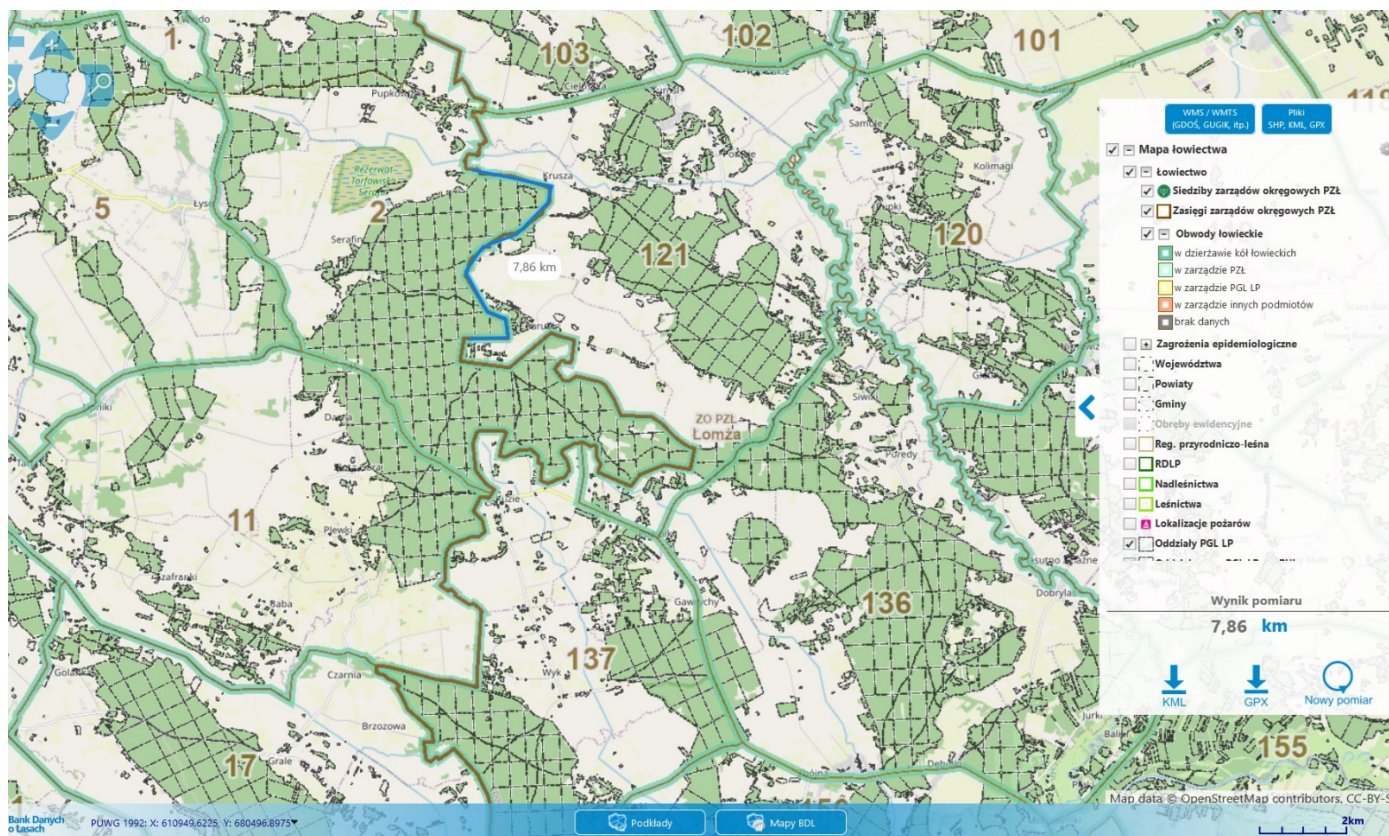 1
103
102
101
118
Pupko
Samule
Kolimagi
WMS / WMTS
(GDOŚ, GUGIK, itp.)
Pliki
SHP, KML, GPX
Mapa łowiectwa
Łowiectwo
Siedziby zarządów okręgowych PZŁ
Zasięgi zarządów okręgowych PZŁ
Obwody łowieckie
w dzierżawie kół łowieckich
w zarządzie PZŁ
w zarządzie PGL LP
w zarządzie innych podmiotów
brak danych
Zagrożenia epidemiologiczne
Województwa
Powiaty
Gminy
Obręby ewidencyjne
Reg. przyrodniczo-leśna
RDLP
Nadleśnictwa
Leśnictwa
Lokalizacje pożarów
Oddziały PGL LP
Rezerwat
Torfowisko
Krusza
5
Łyse
2
Serafin
121
120
7,86 km
ZO PZŁ
Łomża
Siwiki
Poredy
134
11
Plewki
Baba
Gawrychy
136
Dobrylas
Wynik pomiaru
7,86 km
KML
GPX
Nowy pomiar
137
Wyk
Czarnia
Brzozowa
17
Grale
155
Map data © OpenStreetMap contributors, CC-BY-S
Bank Danych
o Lasach
PUWG 1992: X: 610949,6225, Y: 680496,8975
Podkłady
Mapy BDL
2km